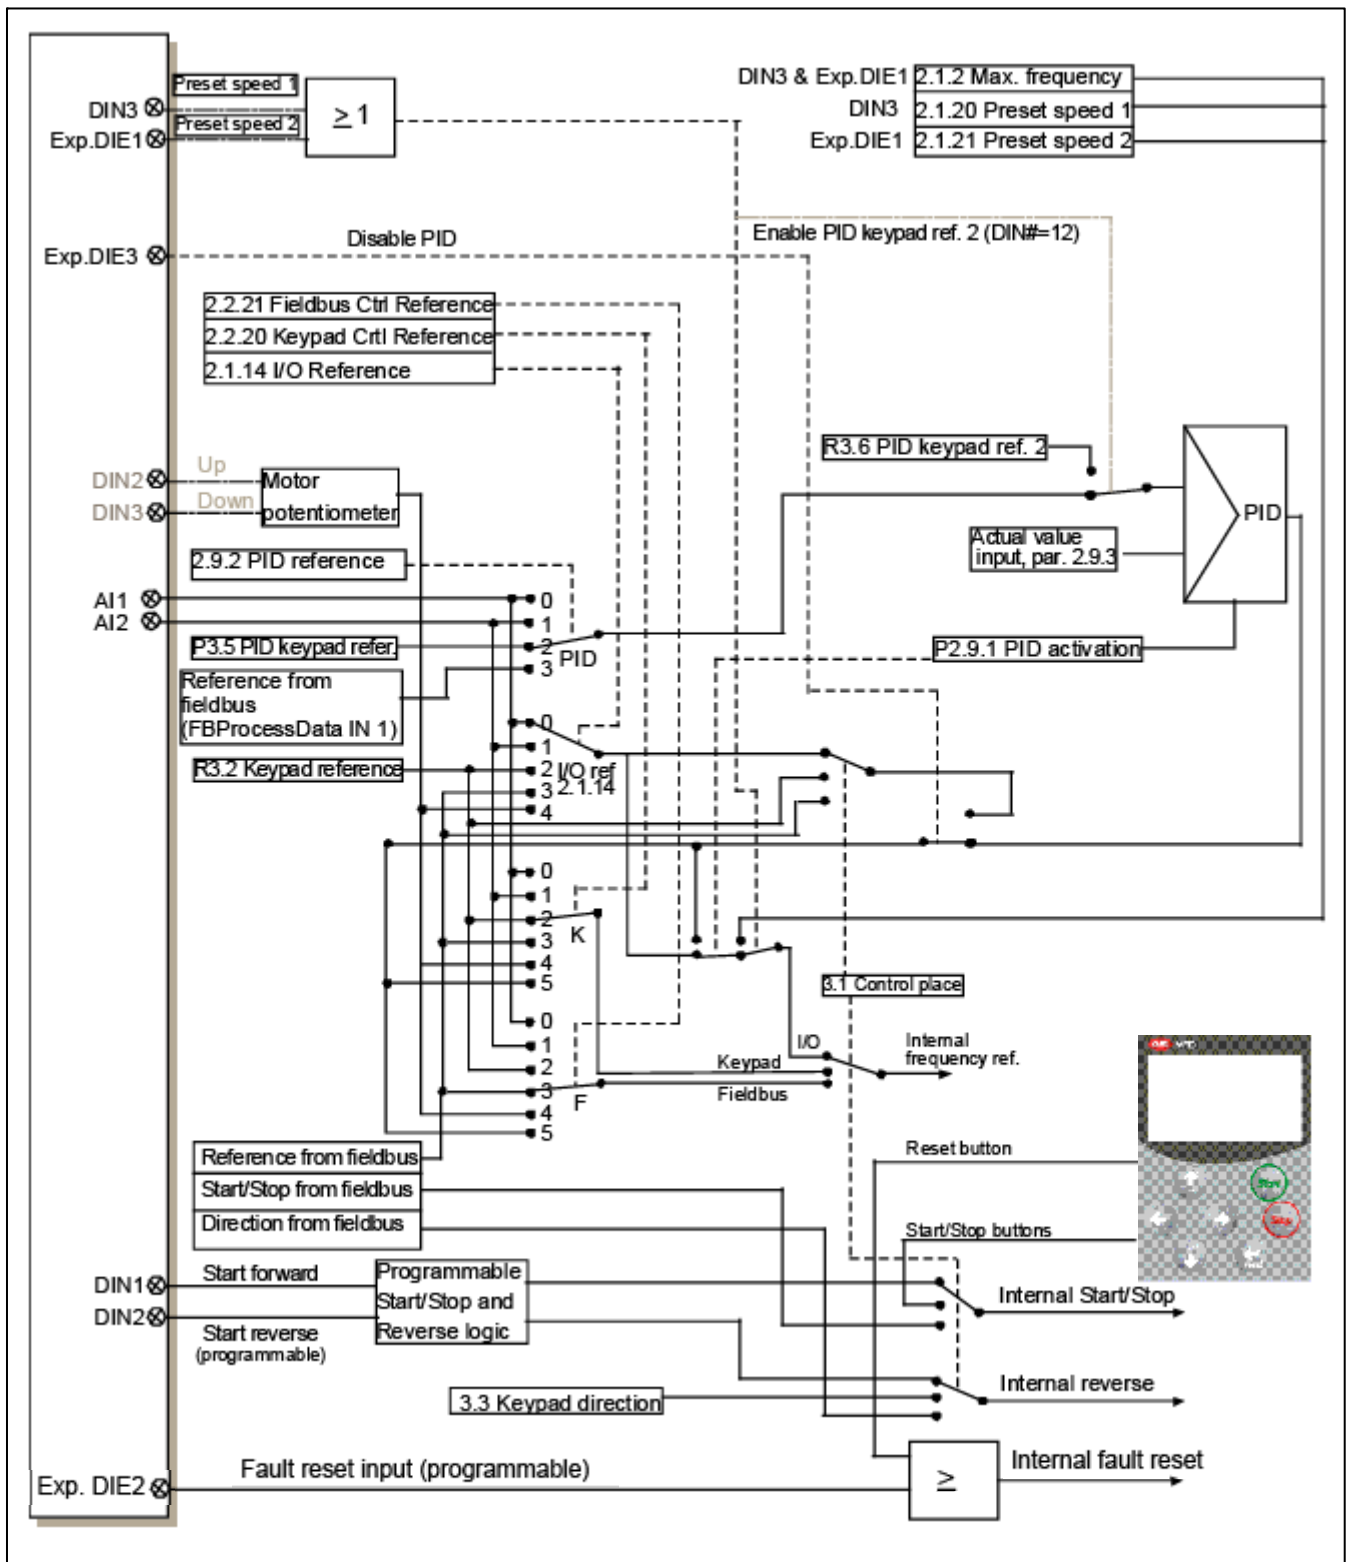 Preset speed 1
DIN3
Preset speed 2
Exp.DIE1
≥ 1
DIN3 & Exp.DIE1
2.1.2 Max. frequency
DIN3
2.1.20 Preset speed 1
Exp.DIE1
2.1.21 Preset speed 2
Disable PID
Exp.DIE3
Enable PID keypad ref. 2 (DIN#=12)
2.2.21 Fieldbus Ctrl Reference
2.2.20 Keypad Crtl Reference
2.1.14 I/O Reference
R3.6 PID keypad ref. 2
DIN2
Up
DIN3
Down
Motor
potentiometer
PID
Actual value
input, par. 2.9.3
2.9.2 PID reference
AI1
AI2
0
1
2
3
PID
P3.5 PID keypad refer.
P2.9.1 PID activation
Reference from
fieldbus
(FBProcessData IN 1)
R3.2 Keypad reference
0
1
2
3
4
I/O ref
2.1.14
0
1
2
3
4
5
K
3.1 Control place
0
1
2
3
4
5
F
I/O
Keypad
Fieldbus
Internal
frequency ref.
Reference from fieldbus
Start/Stop from fieldbus
Direction from fieldbus
Reset button
Start
Stop
Start/Stop buttons
DIN1
Start forward
DIN2
Start reverse
(programmable)
Programmable
Start/Stop and
Reverse logic
Internal Start/Stop
3.3 Keypad direction
Internal reverse
Exp. DIE2
Fault reset input (programmable)
≥
Internal fault reset